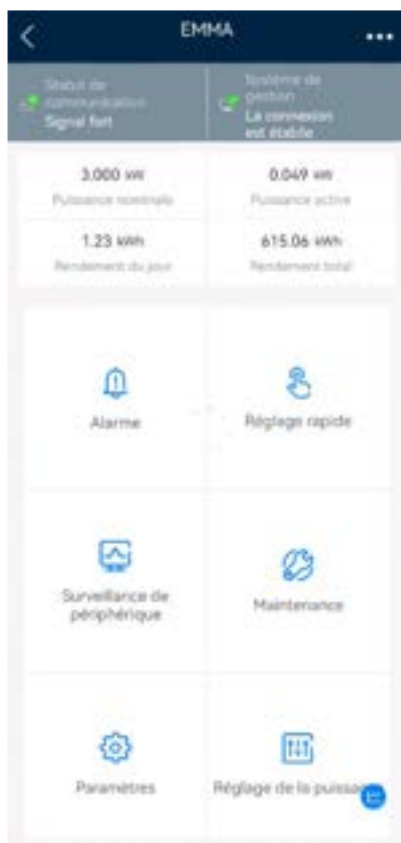 EMMA
Statut de
communication
Signal fort
Système de
gestion
La connexion
est établie
3.000 kW
0.049 kW
Puissance nominale
Puissance active
1.23 kWh
615.06 kWh
Rendement du jour
Rendement total
Alarme
Réglage rapide
Surveillance de
périphérique
Maintenance
Paramètres
Réglage de la puissa